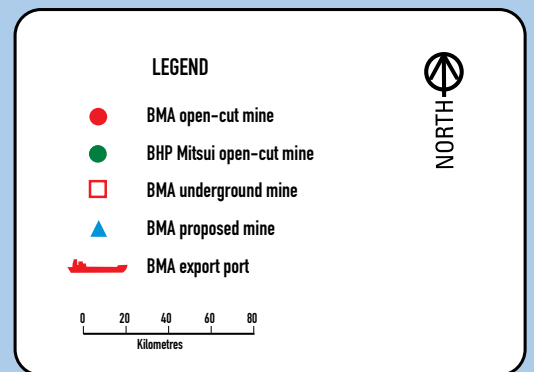 LEGEND
NORTH
BMA open-cut mine
BHP Mitsui open-cut mine
BMA underground mine
BMA proposed mine
BMA export port
0 20 40 60 80
Kilometres